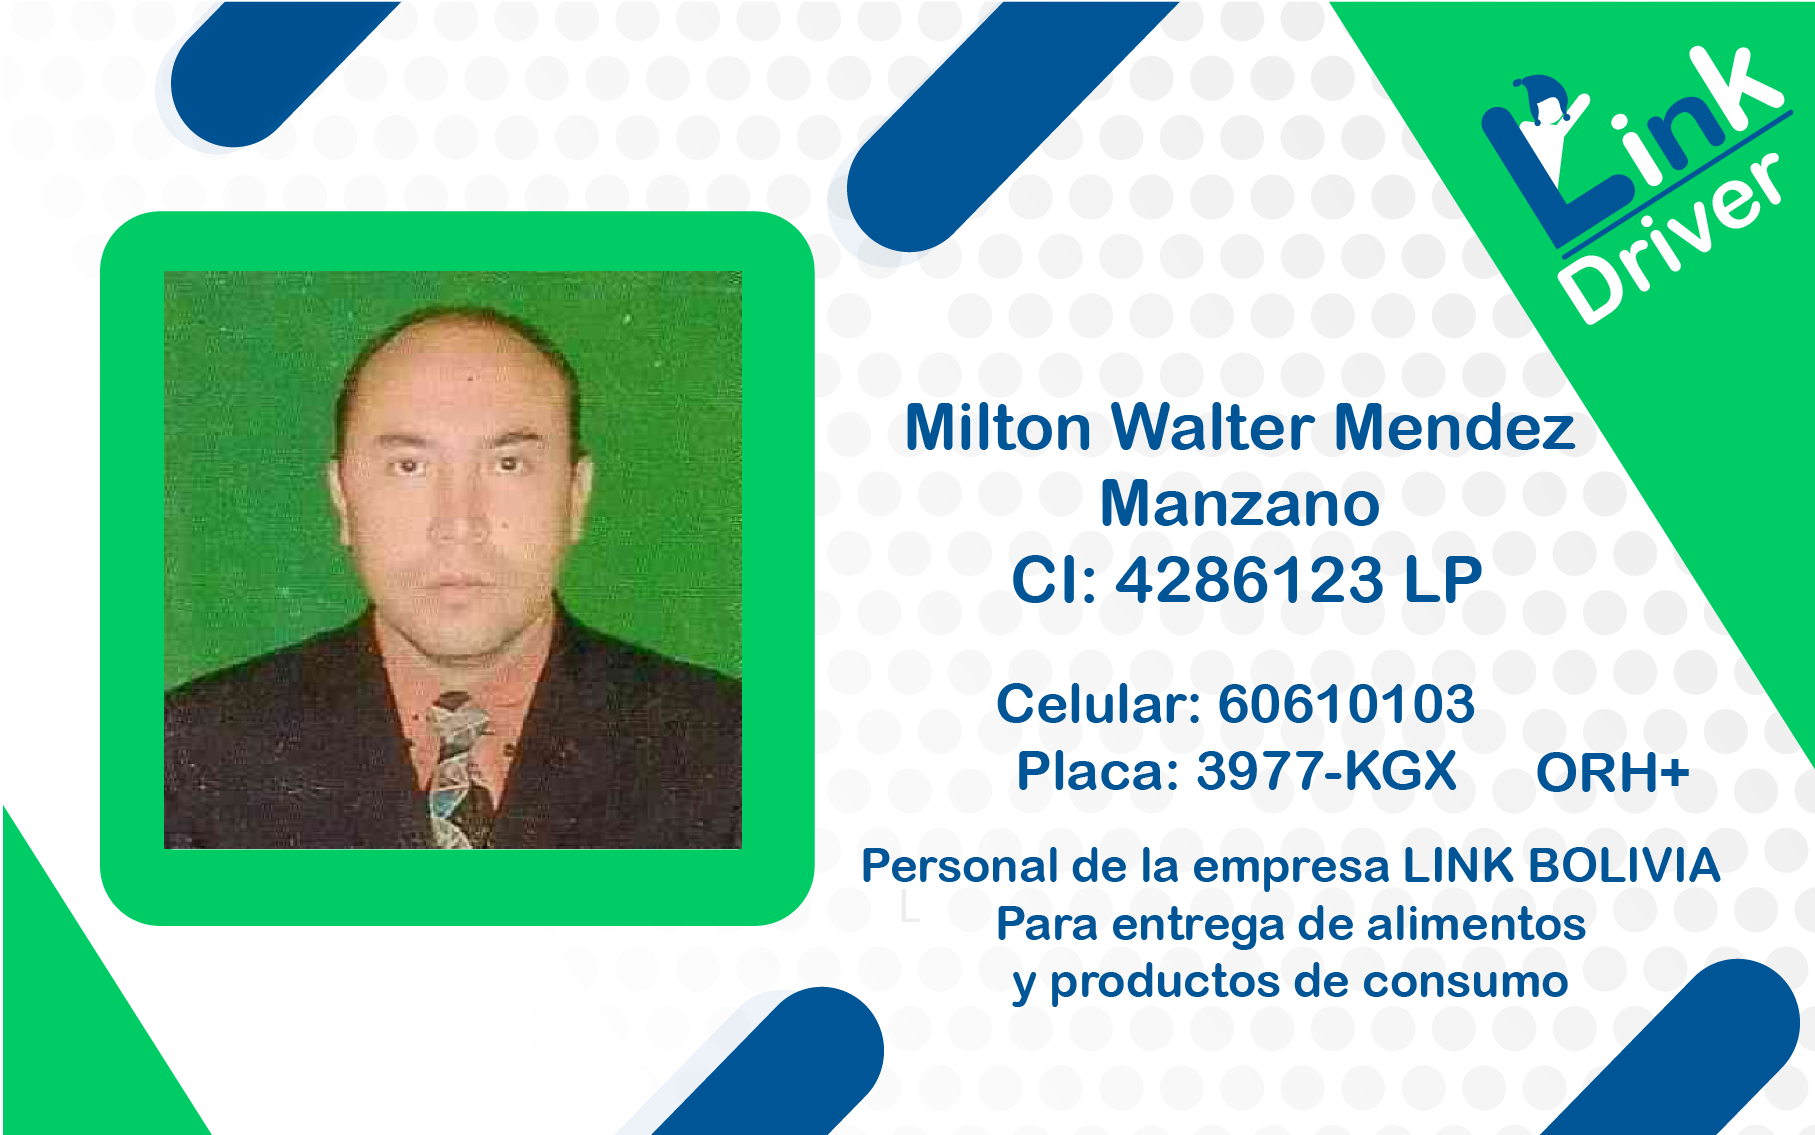 Link
Driver
Milton Walter Mendez
Manzano
CI: 4286123 LP
Celular: 60610103
Placa: 3977-KGX ORH+
Personal de la empresa LINK BOLIVIA
L
Para entrega de alimentos
y productos de consumo